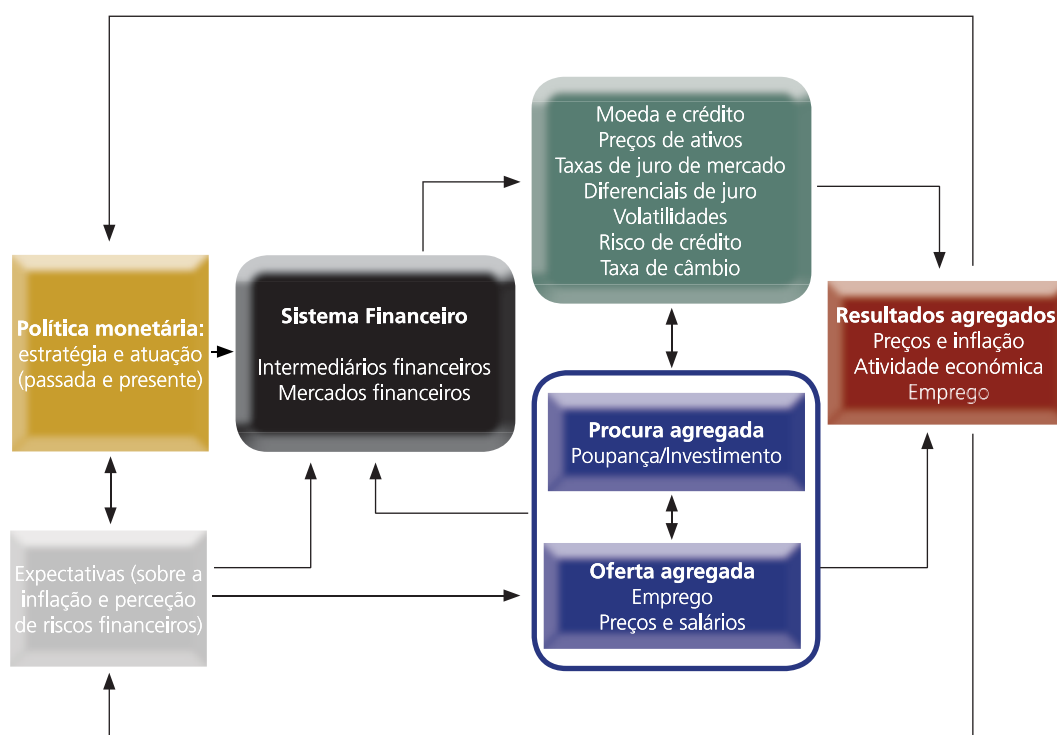 Moeda e crédito
Preços de ativos
Taxas de juro de mercado
Diferenciais de juro
Volatilidades
Risco de crédito
Taxa de câmbio
Política monetária:
estratégia e atuação
(passada e presente)
Sistema Financeiro
Intermediários financeiros
Mercados financeiros
Resultados agregados
Preços e inflação
Atividade económica
Emprego
Procura agregada
Poupança/Investimento
Expectativas (sobre a
inflação e perceção
de riscos financeiros)
Oferta agregada
Emprego
Preços e salários